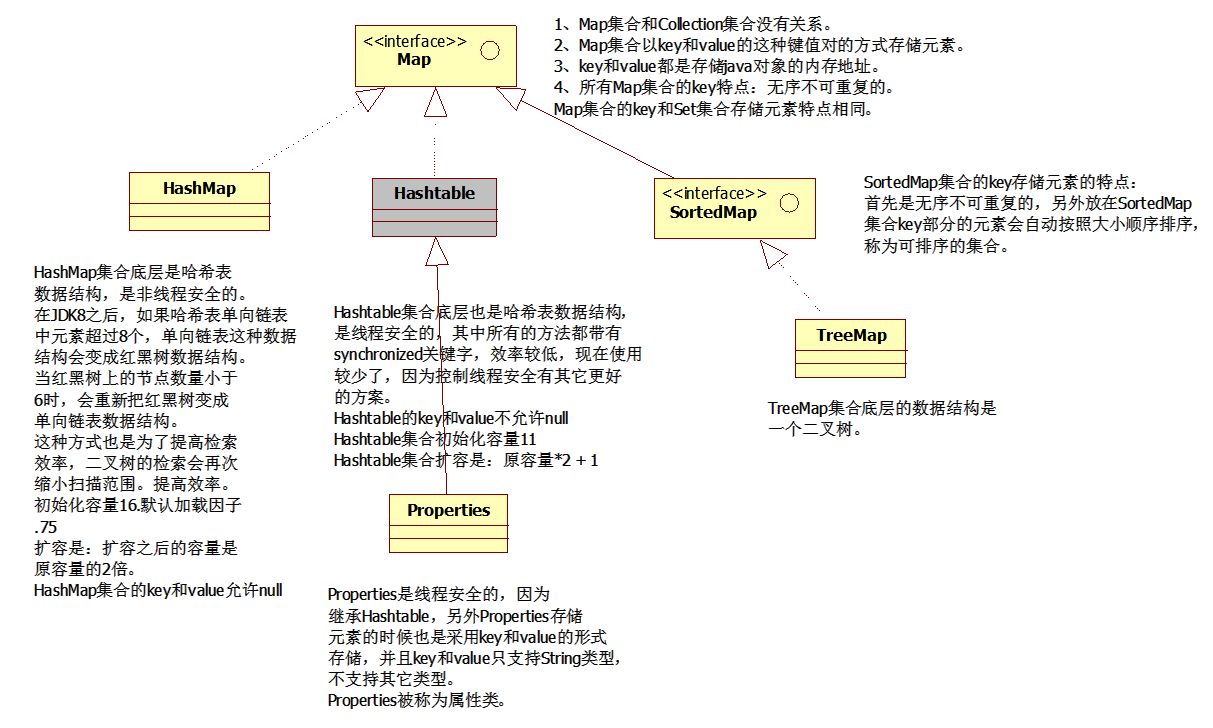 <<interface>>
Map
1、Map集合和Collection集合没有关系。
2、Map集合以key和value的这种键值对的方式存储元素。
3、key和value都是存储java对象的内存地址。
4、所有Map集合的key特点：无序不可重复的。
Map集合的key和Set集合存储元素特点相同。
HashMap
Hashtable
<<interface>>
SortedMap
SortedMap集合的key存储元素的特点：
首先是无序不可重复的，另外放在SortedMap
集合key部分的元素会自动按照大小顺序排序，
称为可排序的集合。
HashMap集合底层是哈希表
数据结构，是非线程安全的。
在JDK8之后，如果哈希表单向链表
中元素超过8个，单向链表这种数据
结构会变成红黑树数据结构。
当红黑树上的节点数量小于
6时，会重新把红黑树变成
单向链表数据结构。
这种方式也是为了提高检索
效率，二叉树的检索会再次
缩小扫描范围。提高效率。
初始化容量16.默认加载因子
.75
扩容是：扩容之后的容量是
原容量的2倍。
HashMap集合的key和value允许null
Hashtable集合底层也是哈希表数据结构，
是线程安全的，其中所有的方法都带有
synchronized关键字，效率较低，现在使用
较少了，因为控制线程安全有其它更好
的方案。
Hashtable的key和value不允许null
Hashtable集合初始化容量11
Hashtable集合扩容是：原容量*2 + 1
TreeMap
TreeMap集合底层的数据结构是
一个二叉树。
Properties
Properties是线程安全的，因为
继承Hashtable，另外Properties存储
元素的时候也是采用key和value的形式
存储，并且key和value只支持String类型，
不支持其它类型。
Properties被称为属性类。